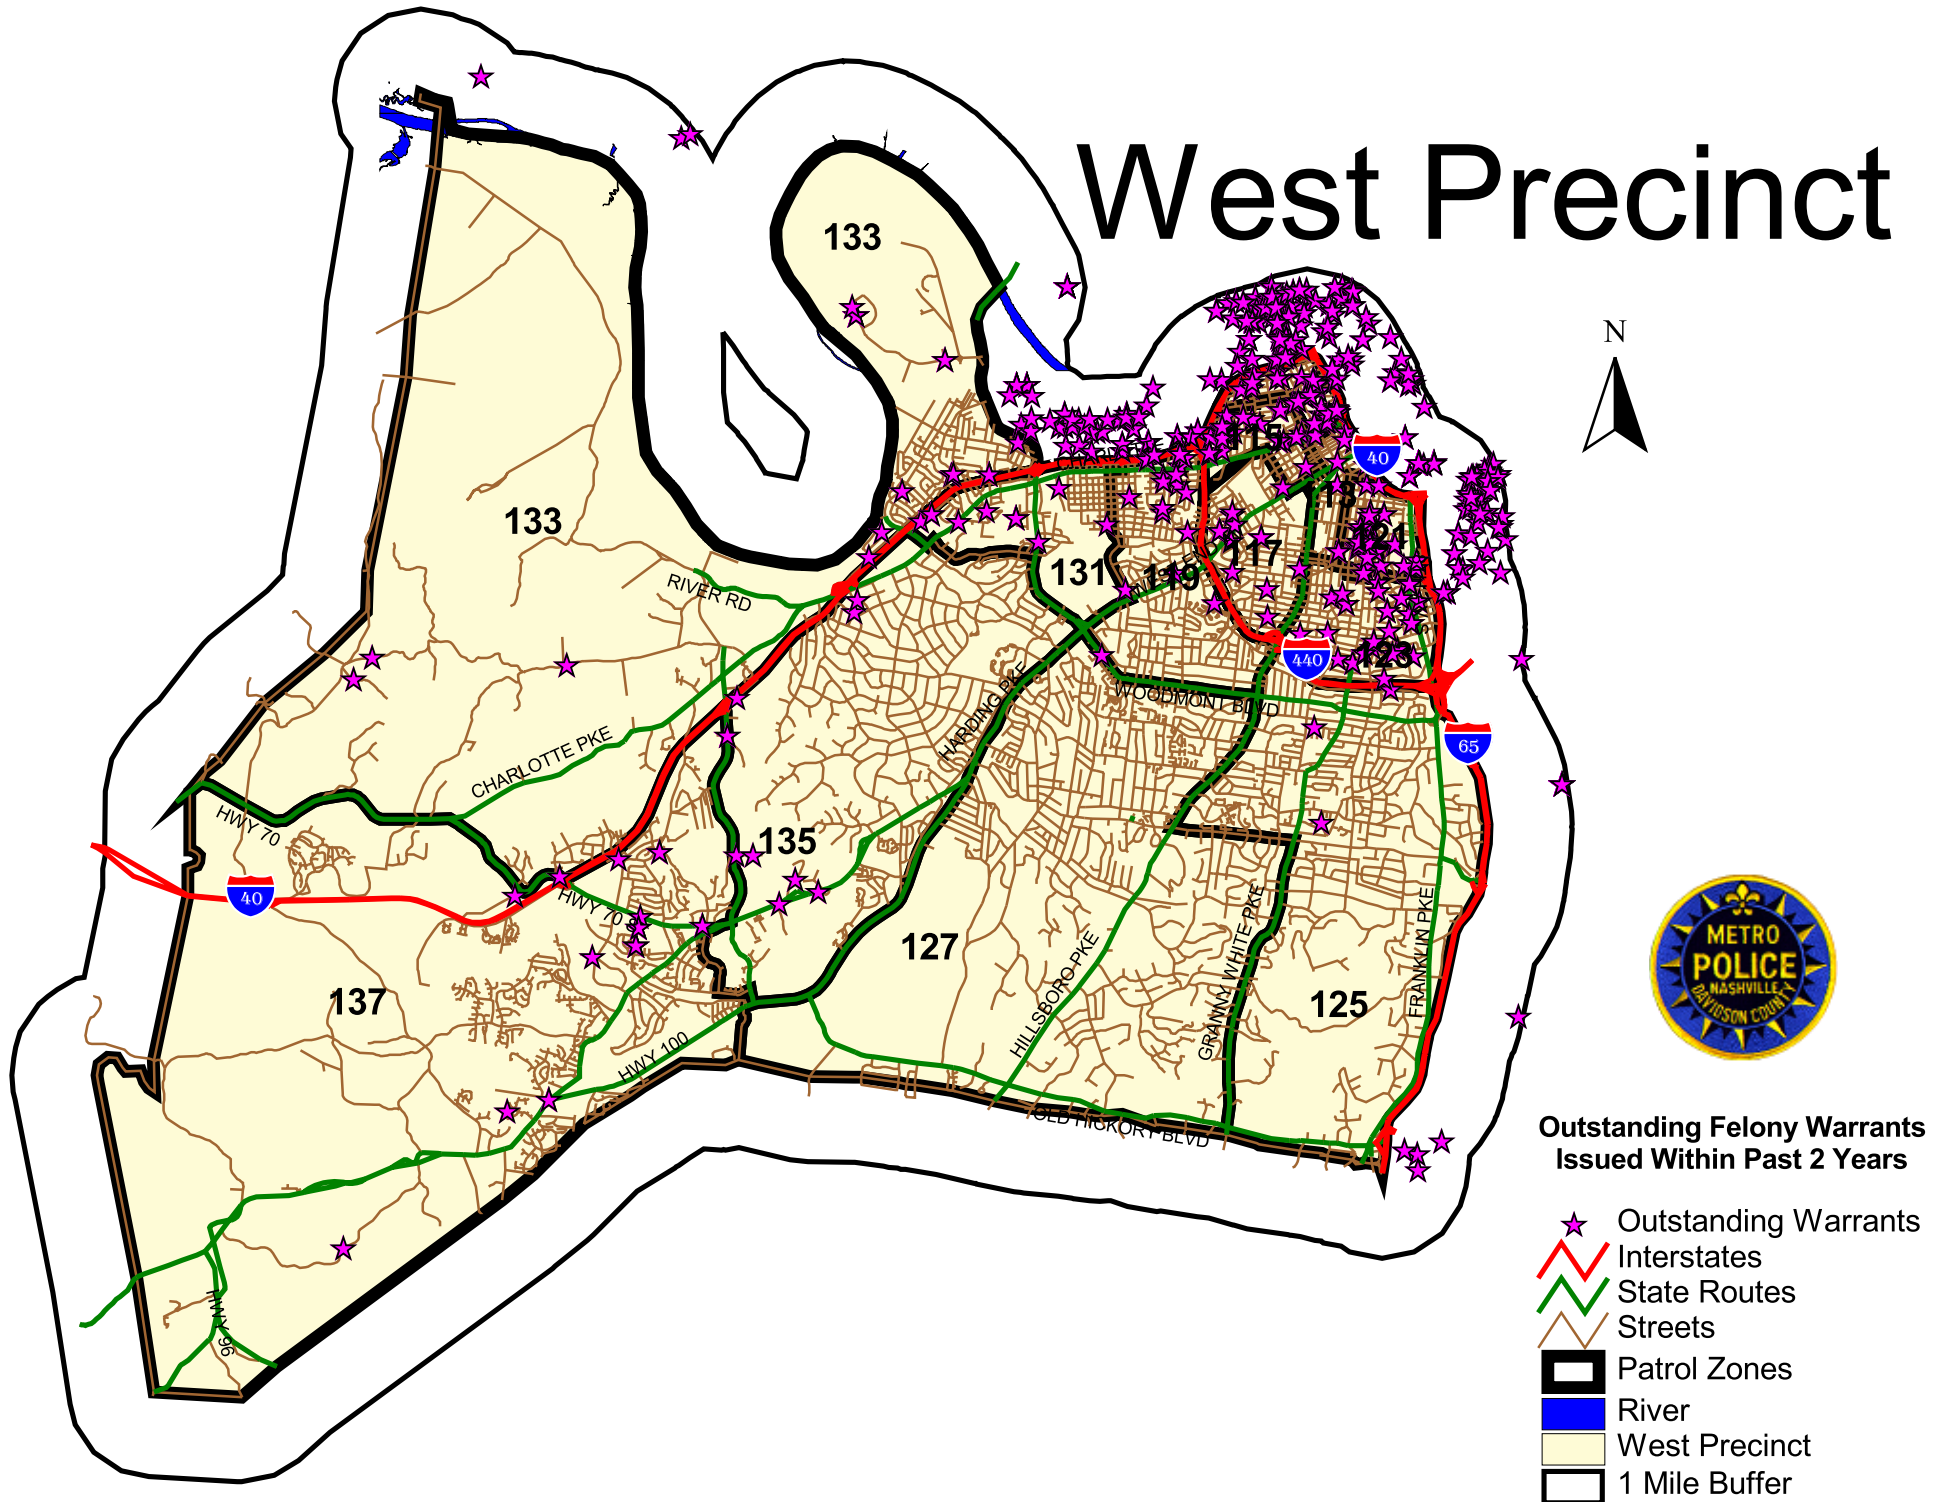 West Precinct
N
133
133
115
40
13
121
131
119
117
RIVER RD
123
440
HARDING PKE
WOODMONT BLVD
65
CHARLOTTE PKE
HWY 70
135
40
HWY 70
127
137
125
HILLSBORO PKE
GRANNY WHITE PKE
FRANKLIN PKE
HWY 100
OLD HICKORY BLVD
HWY 96
METRO
POLICE
NASHVILLE
DAVIDSON COUNTY
Outstanding Felony Warrants
Issued Within Past 2 Years
Outstanding Warrants
Interstates
State Routes
Streets
Patrol Zones
River
West Precinct
1 Mile Buffer